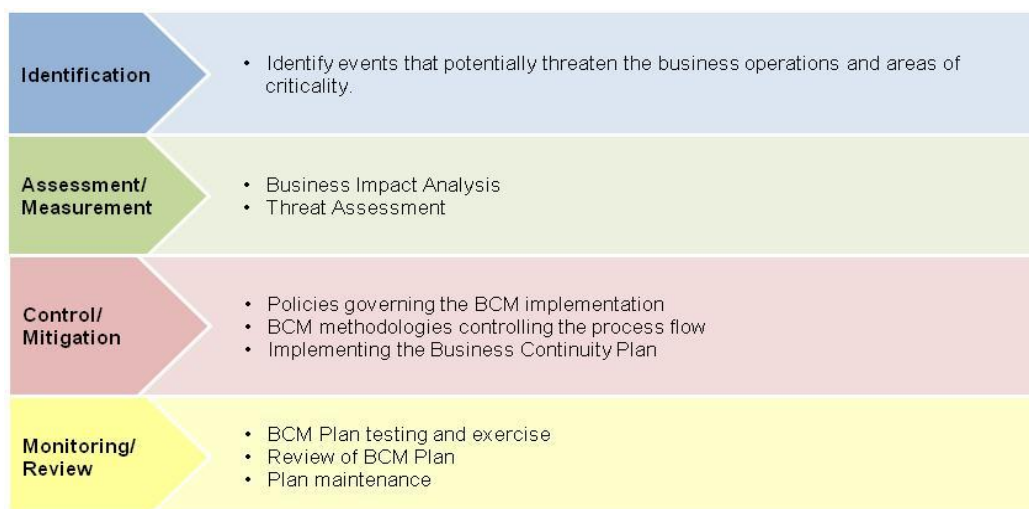 Identification
• Identify events that potentially threaten the business operations and areas of
criticality.
Assessment/
Measurement
• Business Impact Analysis
• Threat Assessment
Control/
Mitigation
• Policies governing the BCM implementation
• BCM methodologies controlling the process flow
• Implementing the Business Continuity Plan
Monitoring/
Review
• BCM Plan testing and exercise
• Review of BCM Plan
• Plan maintenance